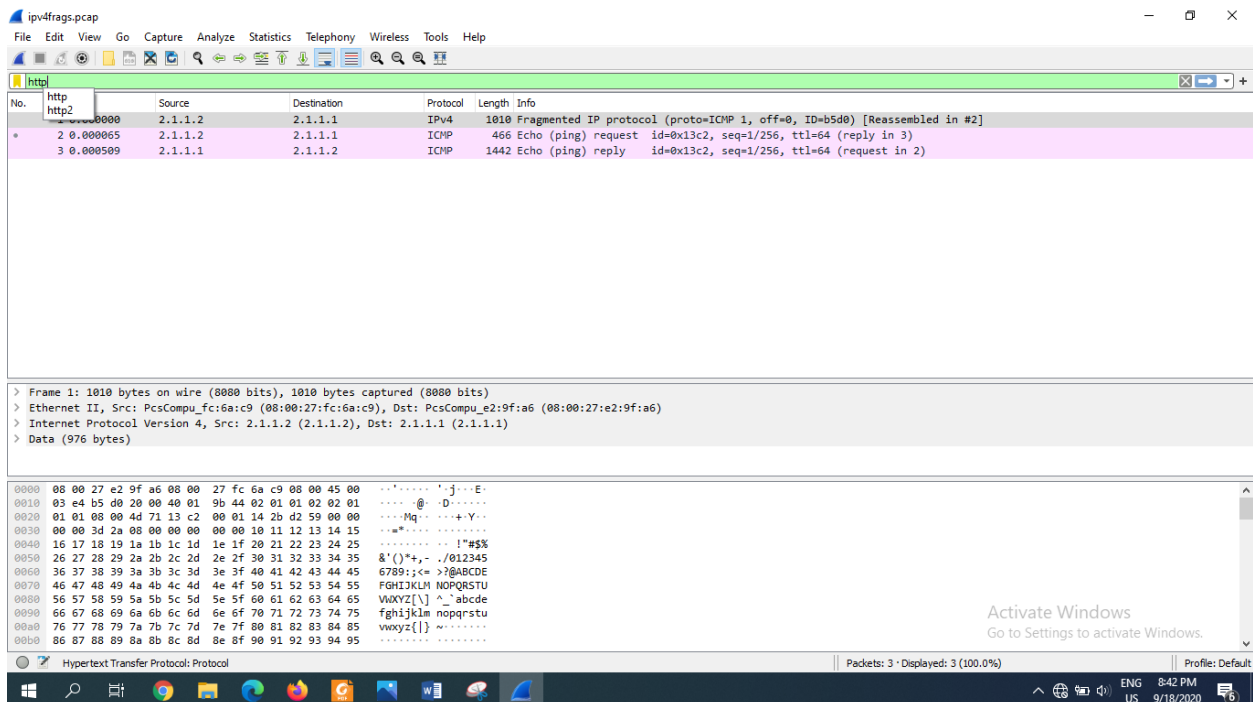 ipv4frags.pcap
File Edit View Go Capture Analyze Statistics Telephony Wireless Tools Help
http
http
http2
No. Source Destination Protocol Length Info
1 0.000000 2.1.1.2 2.1.1.1 IPv4 1010 Fragmented IP protocol (proto=ICMP 1, off=0, ID=b5d0) [Reassembled in #2]
2 0.000065 2.1.1.2 2.1.1.1 ICMP 466 Echo (ping) request id=0x13c2, seq=1/256, ttl=64 (reply in 3)
3 0.000509 2.1.1.1 2.1.1.2 ICMP 1442 Echo (ping) reply id=0x13c2, seq=1/256, ttl=64 (request in 2)
> Frame 1: 1010 bytes on wire (8080 bits), 1010 bytes captured (8080 bits)
> Ethernet II, Src: PcsCompu_fc:6a:c9 (08:00:27:fc:6a:c9), Dst: PcsCompu_e2:9f:a6 (08:00:27:e2:9f:a6)
> Internet Protocol Version 4, Src: 2.1.1.2 (2.1.1.2), Dst: 2.1.1.1 (2.1.1.1)
> Data (976 bytes)
0000 08 00 27 e2 9f a6 08 00 27 fc 6a c9 08 00 45 00 ··'····· '·j···E·
0010 03 e4 b5 d0 20 00 40 01 9b 44 02 01 01 02 02 01 ···· ·@· ·D······
0020 01 01 08 00 4d 71 13 c2 00 01 14 2b d2 59 00 00 ····Mq·· ···+·Y··
0030 00 00 3d 2a 08 00 00 00 00 00 10 11 12 13 14 15 ··=*···· ········
0040 16 17 18 19 1a 1b 1c 1d 1e 1f 20 21 22 23 24 25 ········ ·· !"#$%
0050 26 27 28 29 2a 2b 2c 2d 2e 2f 30 31 32 33 34 35 &'()*+,- ./012345
0060 36 37 38 39 3a 3b 3c 3d 3e 3f 40 41 42 43 44 45 6789:;<= >?@ABCDE
0070 46 47 48 49 4a 4b 4c 4d 4e 4f 50 51 52 53 54 55 FGHIJKLM NOPQRSTU
0080 56 57 58 59 5a 5b 5c 5d 5e 5f 60 61 62 63 64 65 VWXYZ[\] ^_`abcde
0090 66 67 68 69 6a 6b 6c 6d 6e 6f 70 71 72 73 74 75 fghijklm nopqrstu
00a0 76 77 78 79 7a 7b 7c 7d 7e 7f 80 81 82 83 84 85 vwxyz{|} ~·······
00b0 86 87 88 89 8a 8b 8c 8d 8e 8f 90 91 92 93 94 95 ········ ········
Activate Windows
Go to Settings to activate Windows.
Hypertext Transfer Protocol: Protocol Packets: 3 · Displayed: 3 (100.0%) Profile: Default
ENG 8:42 PM
US 9/18/2020 6